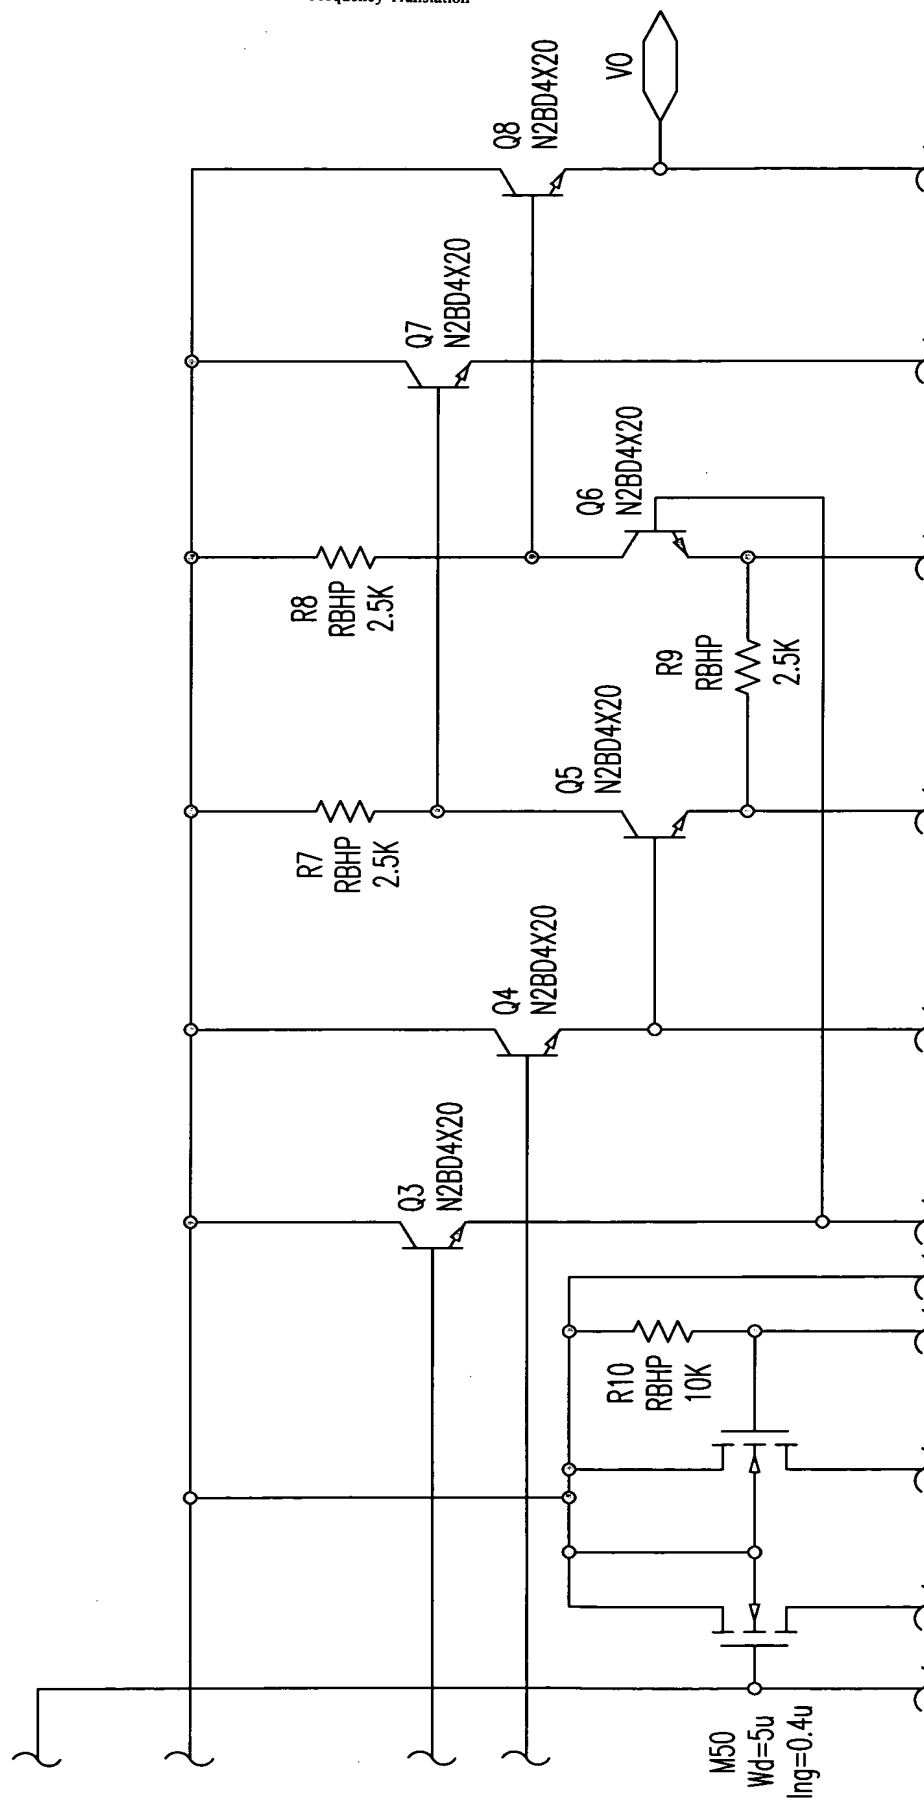 Frequency Translation
M50
Wd=5u
lng=0.4u
R10
RBHP
10K
Q3
N2BD4X20
Q4
N2BD4X20
R7
RBHP
2.5K
Q5
N2BD4X20
R9
RBHP
2.5K
R8
RBHP
2.5K
Q6
N2BD4X20
Q7
N2BD4X20
Q8
N2BD4X20
VO